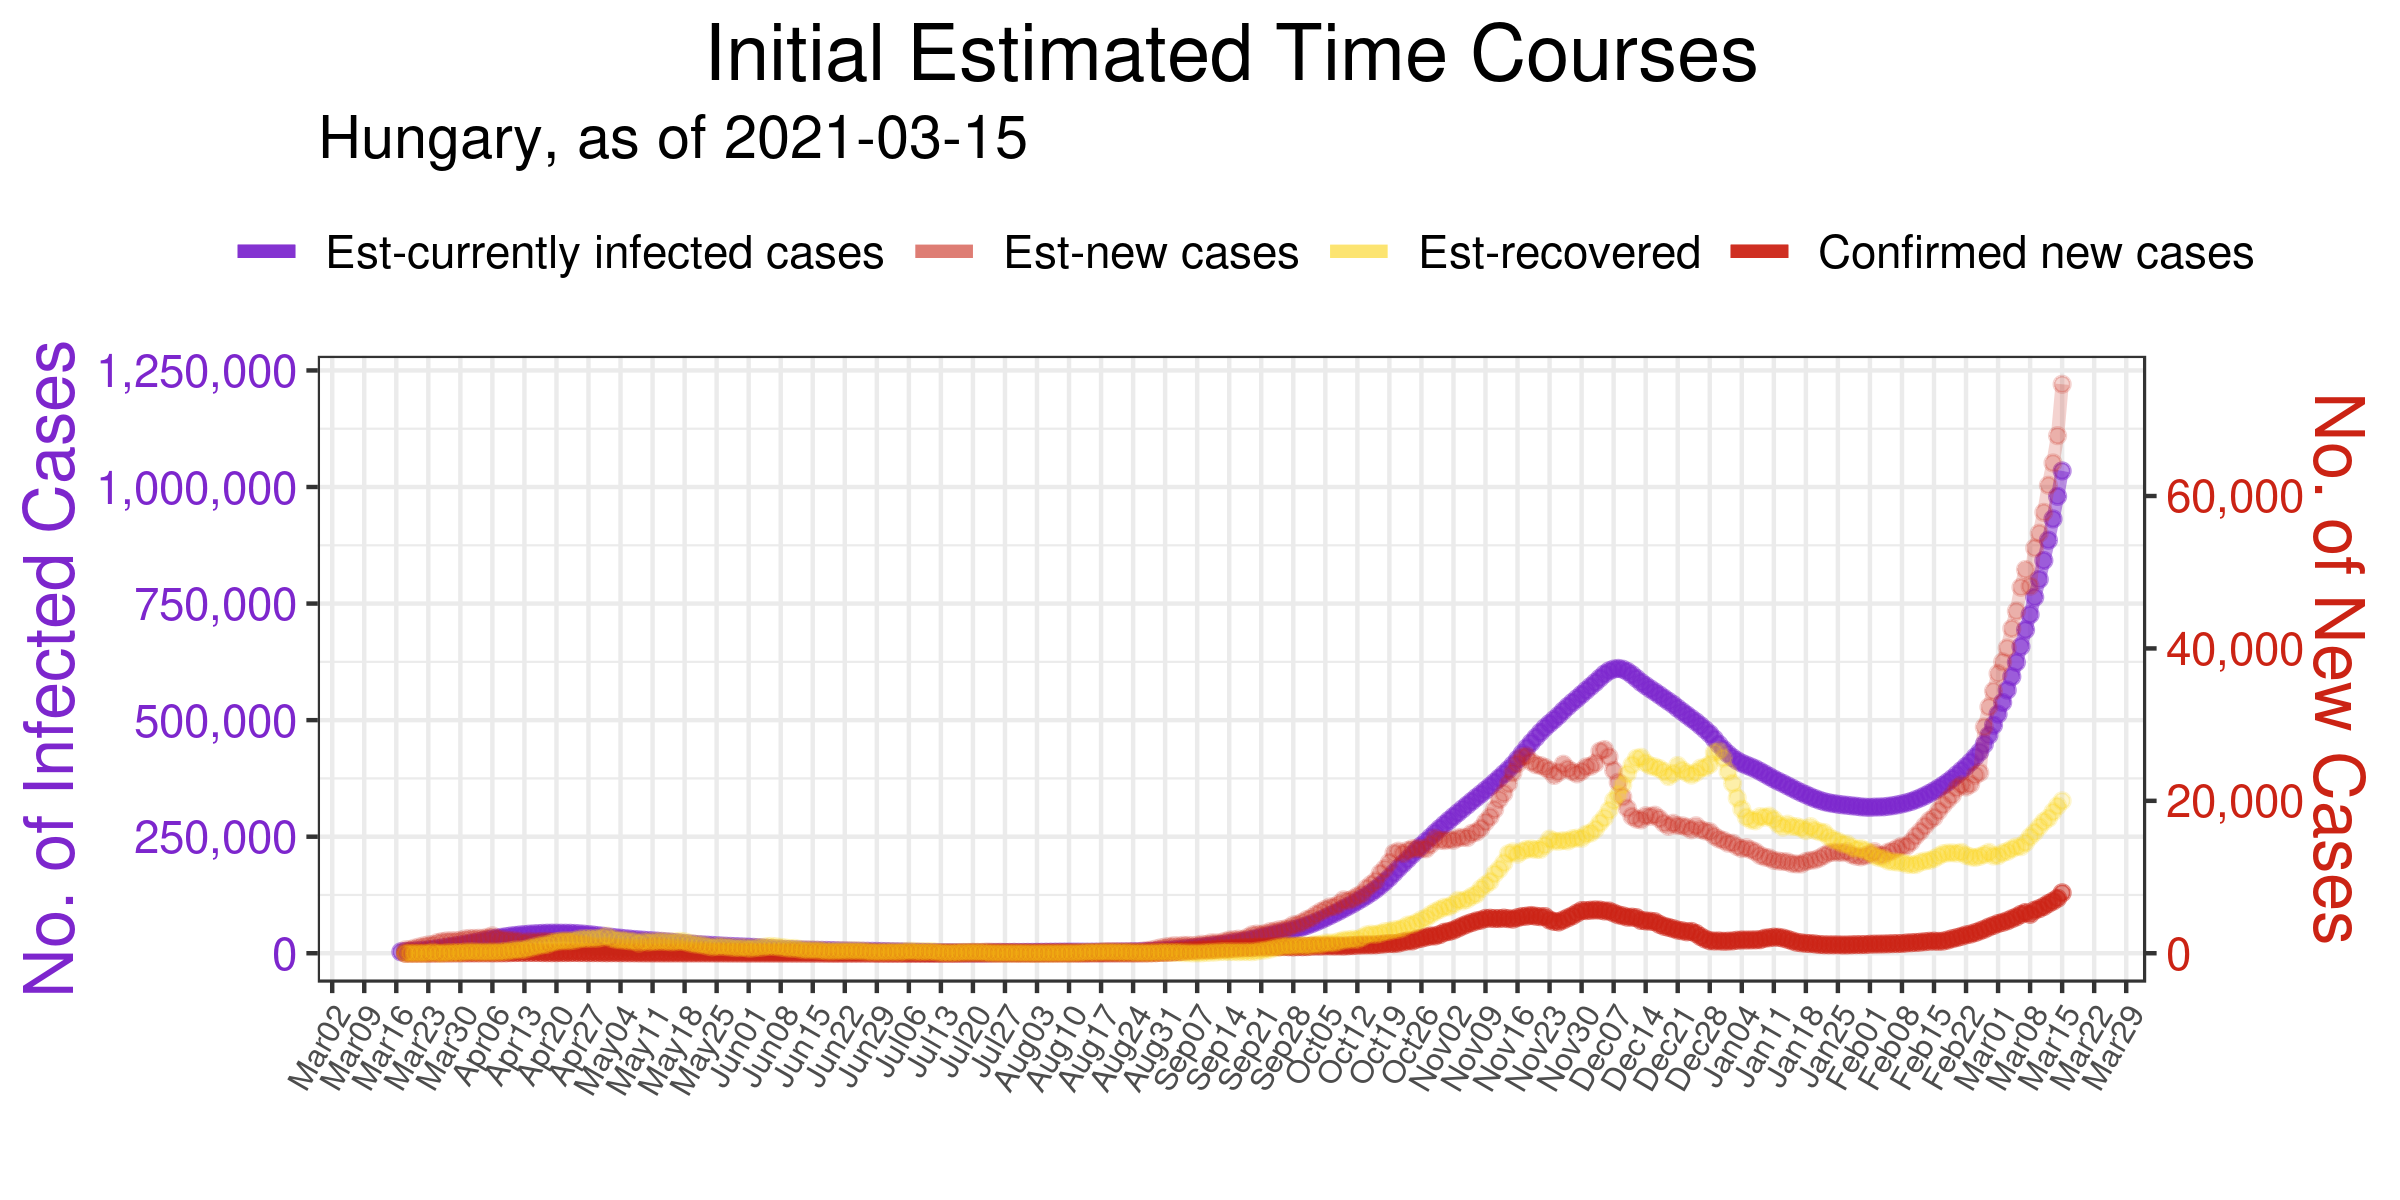 Initial Estimated Time Courses
Hungary, as of 2021-03-15
Est-currently infected cases Est-new cases Est-recovered Confirmed new cases
No. of Infected Cases
1,250,000
1,000,000
750,000
500,000
250,000
0
60,000
40,000
20,000
0
No. of New Cases
Mar02 Mar09 Mar16 Mar23 Mar30 Apr06 Apr13 Apr20 Apr27 May04 May11 May18 May25 Jun01 Jun08 Jun15 Jun22 Jun29 Jul06 Jul13 Jul20 Jul27 Aug03 Aug10 Aug17 Aug24 Aug31 Sep07 Sep14 Sep21 Sep28 Oct05 Oct12 Oct19 Oct26 Nov02 Nov09 Nov16 Nov23 Nov30 Dec07 Dec14 Dec21 Dec28 Jan04 Jan11 Jan18 Jan25 Feb01 Feb08 Feb15 Feb22 Mar01 Mar08 Mar15 Mar22 Mar29